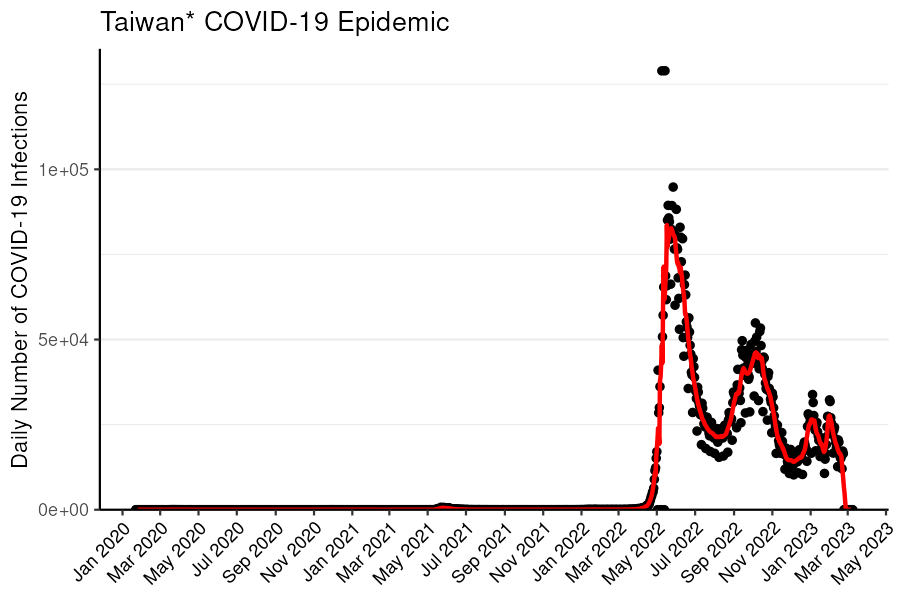 Taiwan* COVID-19 Epidemic
Daily Number of COVID-19 Infections
1e+05
5e+04
0e+00
Jan 2020
Mar 2020
May 2020
Jul 2020
Sep 2020
Nov 2020
Jan 2021
Mar 2021
May 2021
Jul 2021
Sep 2021
Nov 2021
Jan 2022
Mar 2022
May 2022
Jul 2022
Sep 2022
Nov 2022
Jan 2023
Mar 2023
May 2023